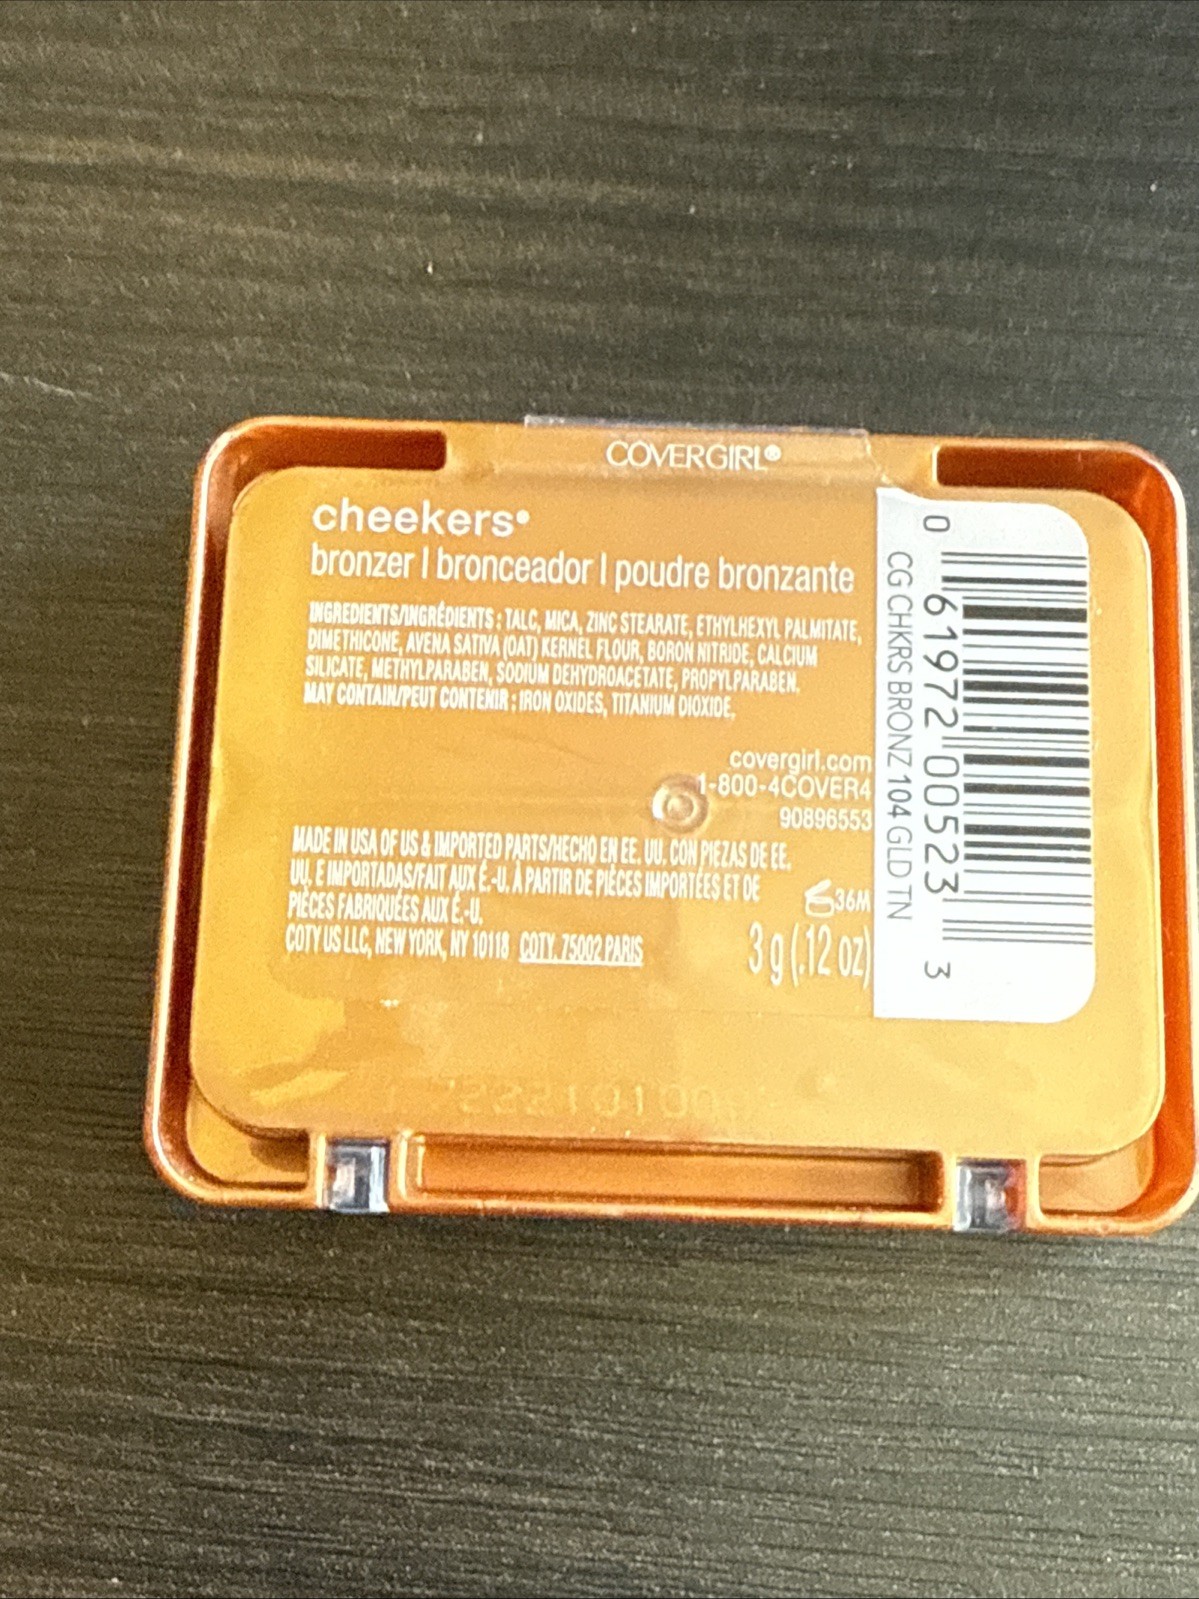 COVERGIRL®
cheekers•
bronzer | bronceador | poudre bronzante
INGREDIENTS/INGRÉDIENTS : TALC, MICA, ZINC STEARATE, ETHYLHEXYL PALMITATE,
DIMETHICONE, AVENA SATIVA (OAT) KERNEL FLOUR, BORON NITRIDE, CALCIUM
SILICATE, METHYLPARABEN, SODIUM DEHYDROACETATE, PROPYLPARABEN.
MAY CONTAIN/PEUT CONTENIR : IRON OXIDES, TITANIUM DIOXIDE.
covergirl.com
1-800-4COVER4
90896553
MADE IN USA OF US & IMPORTED PARTS/HECHO EN EE. UU. CON PIEZAS DE EE.
UU. E IMPORTADAS/FAIT AUX É.-U. À PARTIR DE PIÈCES IMPORTÉES ET DE
PIÈCES FABRIQUÉES AUX É.-U.
COTY US LLC, NEW YORK, NY 10118 COTY. 75002 PARIS
36M
3 g (.12 oz)
CG CHKRS BRONZ 104 GLD TN
0 61972 00523 3